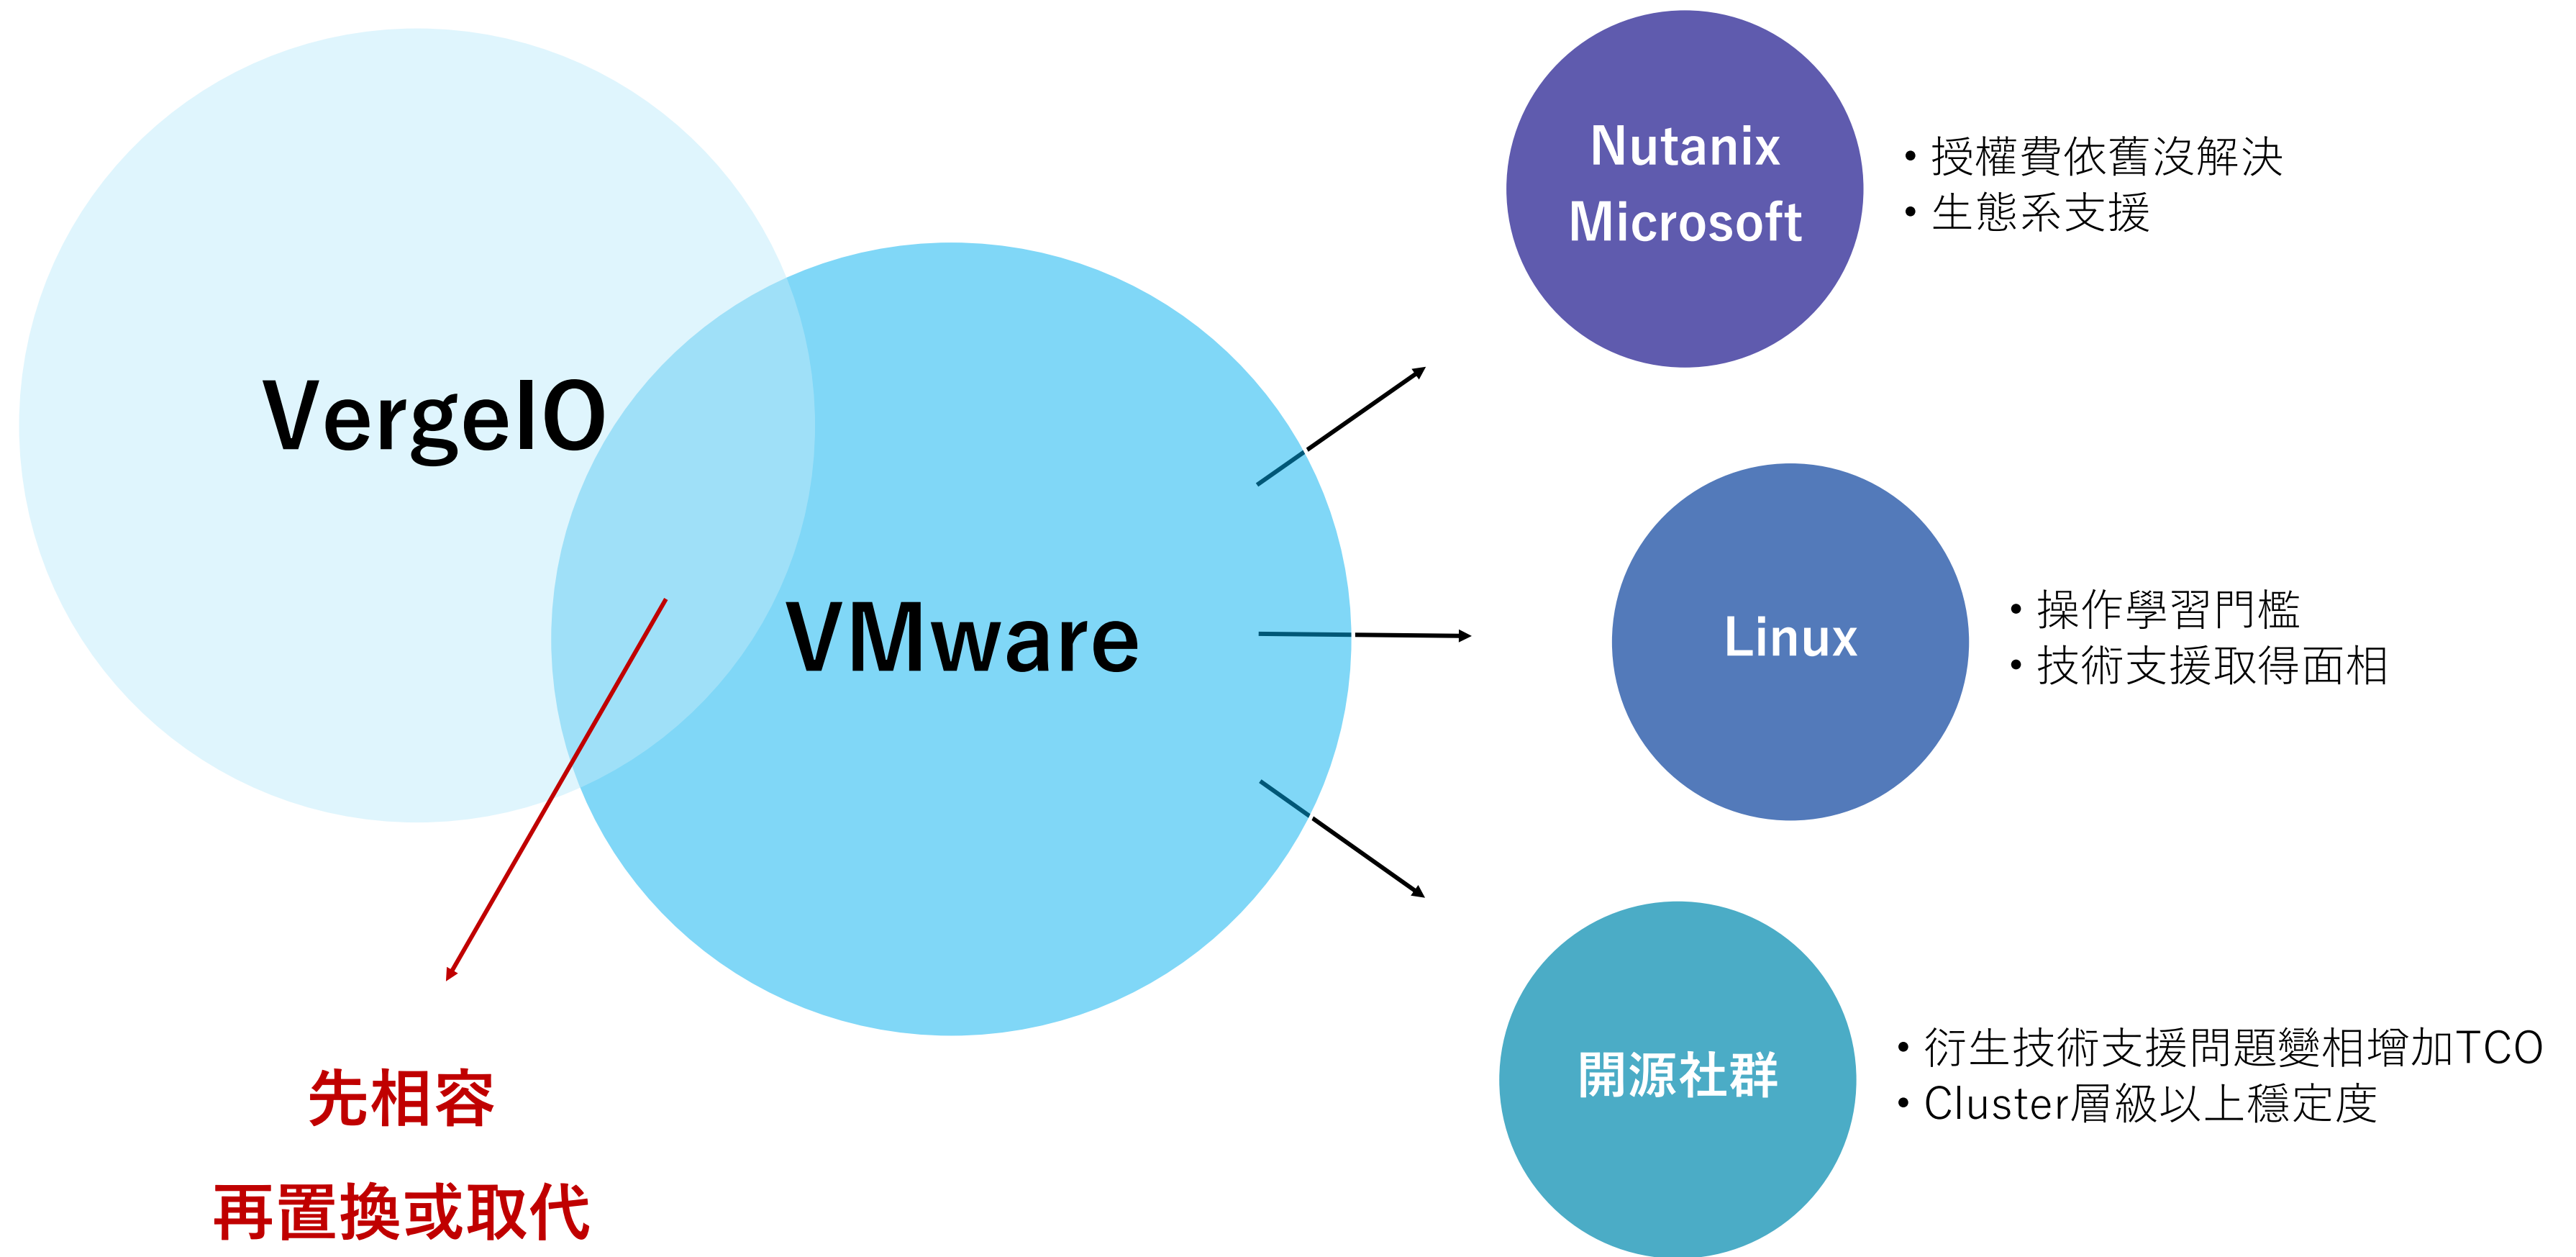 VergeIO
VMware
先相容
再置換或取代
Nutanix
Microsoft
• 授權費依舊沒解決
• 生態系支援
Linux
• 操作學習門檻
• 技術支援取得面相
開源社群
• 衍生技術支援問題變相增加TCO
• Cluster層級以上穩定度